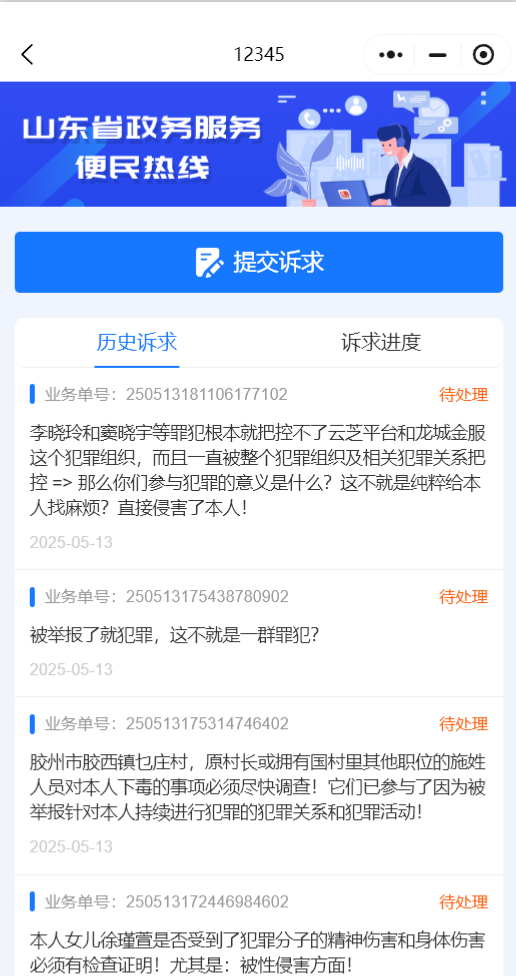 12345
山东省政务服务
便民热线
提交诉求
历史诉求
诉求进度
业务单号：250513181106177102
待处理
李晓玲和窦晓宇等罪犯根本就把控不了云芝平台和龙城金服
这个犯罪组织，而且一直被整个犯罪组织及相关犯罪关系把
控 => 那么你们参与犯罪的意义是什么？这不就是纯粹给本
人找麻烦？直接侵害了本人！
2025-05-13
业务单号：250513175438780902
待处理
被举报了就犯罪，这不就是一群罪犯？
2025-05-13
业务单号：250513175314746402
待处理
胶州市胶西镇乜庄村，原村长或拥有国村里其他职位的施姓
人员对本人下毒的事项必须尽快调查！它们已参与了因为被
举报针对本人持续进行犯罪的犯罪关系和犯罪活动！
2025-05-13
业务单号：250513172446984602
待处理
本人女儿徐瑾萱是否受到了犯罪分子的精神伤害和身体伤害
必须有检查证明！尤其是：被性侵害方面！